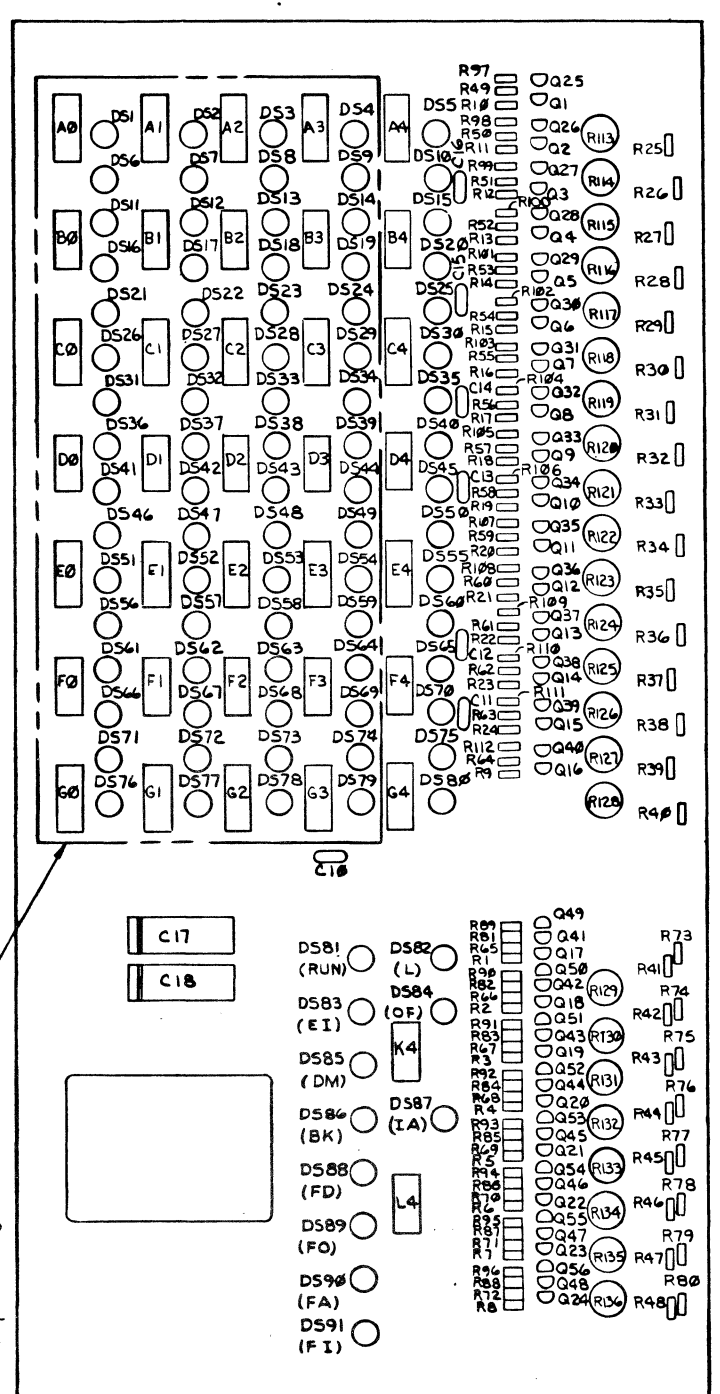 R97 Q25
R49
A0 DS1 A1 DS2 A2 DS3 A3 DS4 A4 DS5 R10 Q1
R98 Q26 R113
R50
R11 Q2 R25
DS6 DS7 DS8 DS9 DS10 C16
R99 Q27 R114
R51
R12 Q3 R26
R100
DS11 DS12 DS13 DS14 DS15 Q28 R115
B0 B1 B2 B3 B4 R52
R13 Q4 R27
DS16 DS17 DS18 DS19 DS20
R101 Q29 R116
C15 R53
R14 Q5 R28
R102
DS21 DS22 DS23 DS24 DS25 Q30 R117
R54
R15 Q6 R29
DS26 DS27 DS28 DS29 DS30
R103 Q31 R118
C0 C1 C2 C3 C4 R55 Q7
R16 R30
R104
DS31 DS32 DS33 DS34 DS35 C14 Q32 R119
R56
R17 Q8 R31
DS36 DS37 DS38 DS39 DS40
R105 Q33 R120
R57
D0 D1 D2 D3 D4 R18 Q9 R32
R106
DS41 DS42 DS43 DS44 DS45 C13 Q34 R121
R58
R19 Q10 R33
DS46 DS47 DS48 DS49 DS50
R107 Q35 R122
R59
R20 Q11 R34
DS51 DS52 DS53 DS54 DS55
R108 Q36 R123
E0 E1 E2 E3 E4 R60 Q12
R21 R35
R109
DS56 DS57 DS58 DS59 DS60 Q37 R124
R61
R22 Q13 R36
R110
DS61 DS62 DS63 DS64 DS65 C12 Q38 R125
R62
F0 F1 F2 F3 F4 R23 Q14 R37
R111
DS66 DS67 DS68 DS69 DS70 C11 Q39 R126
R63
R24 Q15 R38
DS71 DS72 DS73 DS74 DS75
R112 Q40 R127
R64
R9 Q16 R39
DS76 DS77 DS78 DS79 DS80
G0 G1 G2 G3 G4 R128 R40
C10
R89 Q49
C17 R81 Q41 R73
DS81 DS82 R65 Q17
(RUN) (L) R1 R41
R90 Q50
C18 R82 Q42 R129 R74
DS83 DS84 R66 Q18
(EI) (OF) R2 R42
R91 Q51
R83 Q43 R130 R75
K4 R67 Q19
DS85 R3 R43
(DM) R92 Q52
R84 Q44 R131 R76
R68 Q20
DS86 DS87 R4 R44
(BK) (IA) R93 Q53 R132
R85 Q45 R77
R69 Q21
R5 R45
DS88 R94 Q54 R133
(FD) R86 Q46 R78
L4 R70 Q22
R6 R134 R46
DS89 R95 Q55
(FO) R87 Q47 R79
R71 Q23
R7 R135 R47
DS90 R96 Q56
(FA) R88 Q48 R80
R72 Q24 R136 R48
R8
DS91
(FI)